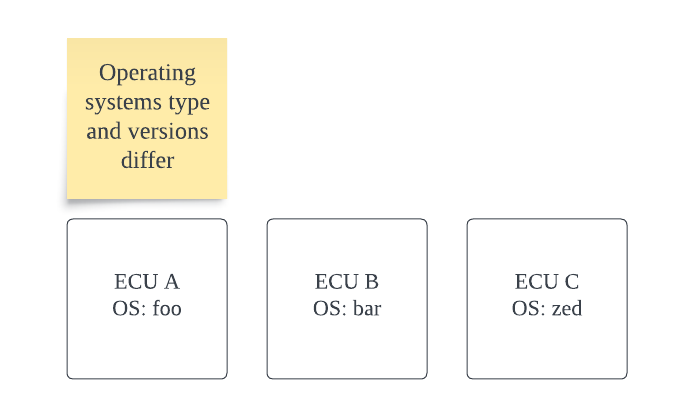 Operating
systems type
and versions
differ
ECU A
OS: foo
ECU B
OS: bar
ECU C
OS: zed